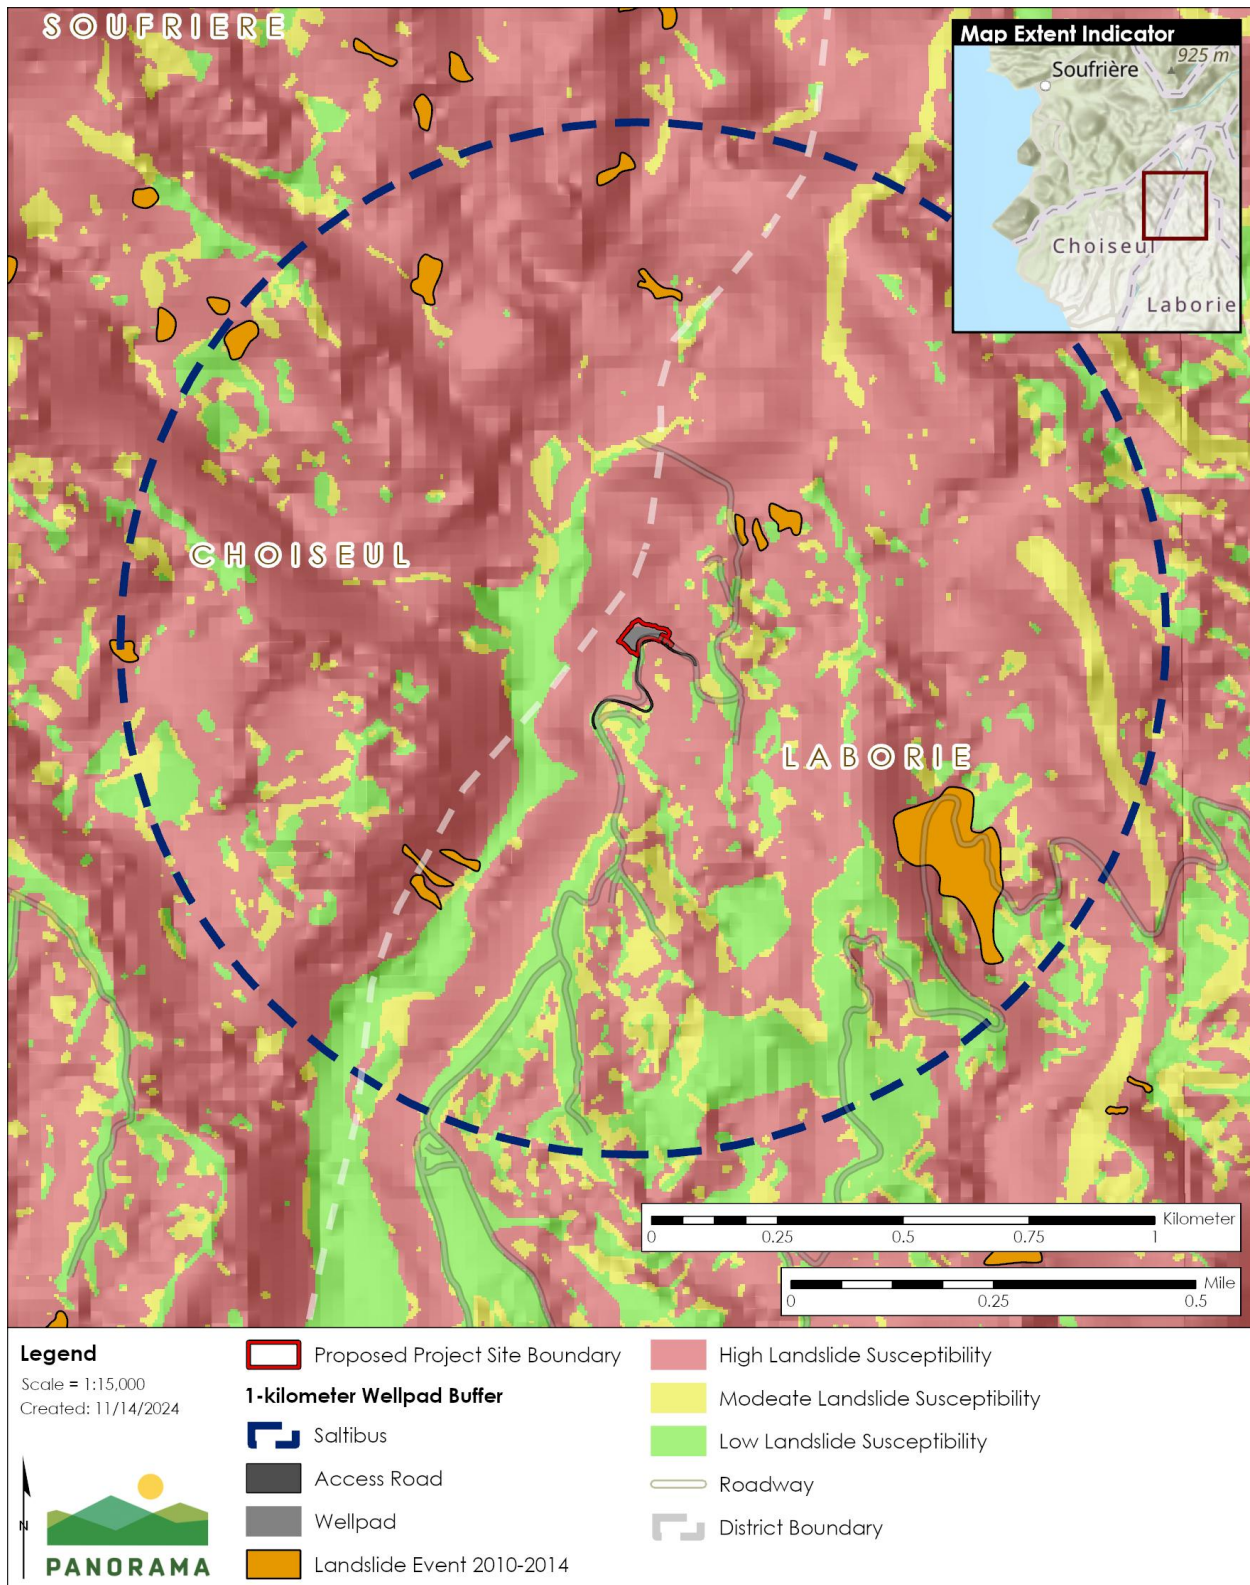 SOUFRIERE
Map Extent Indicator
925 m
Soufrière
Choiseul
Laborie
CHOISEUL
LABORIE
Kilometer
0 0.25 0.5 0.75 1
Mile
0 0.25 0.5
Legend
Scale = 1:15,000
Created: 11/14/2024
N
PANORAMA
Proposed Project Site Boundary
1-kilometer Wellpad Buffer
Saltibus
Access Road
Wellpad
Landslide Event 2010-2014
High Landslide Susceptibility
Modeate Landslide Susceptibility
Low Landslide Susceptibility
Roadway
District Boundary